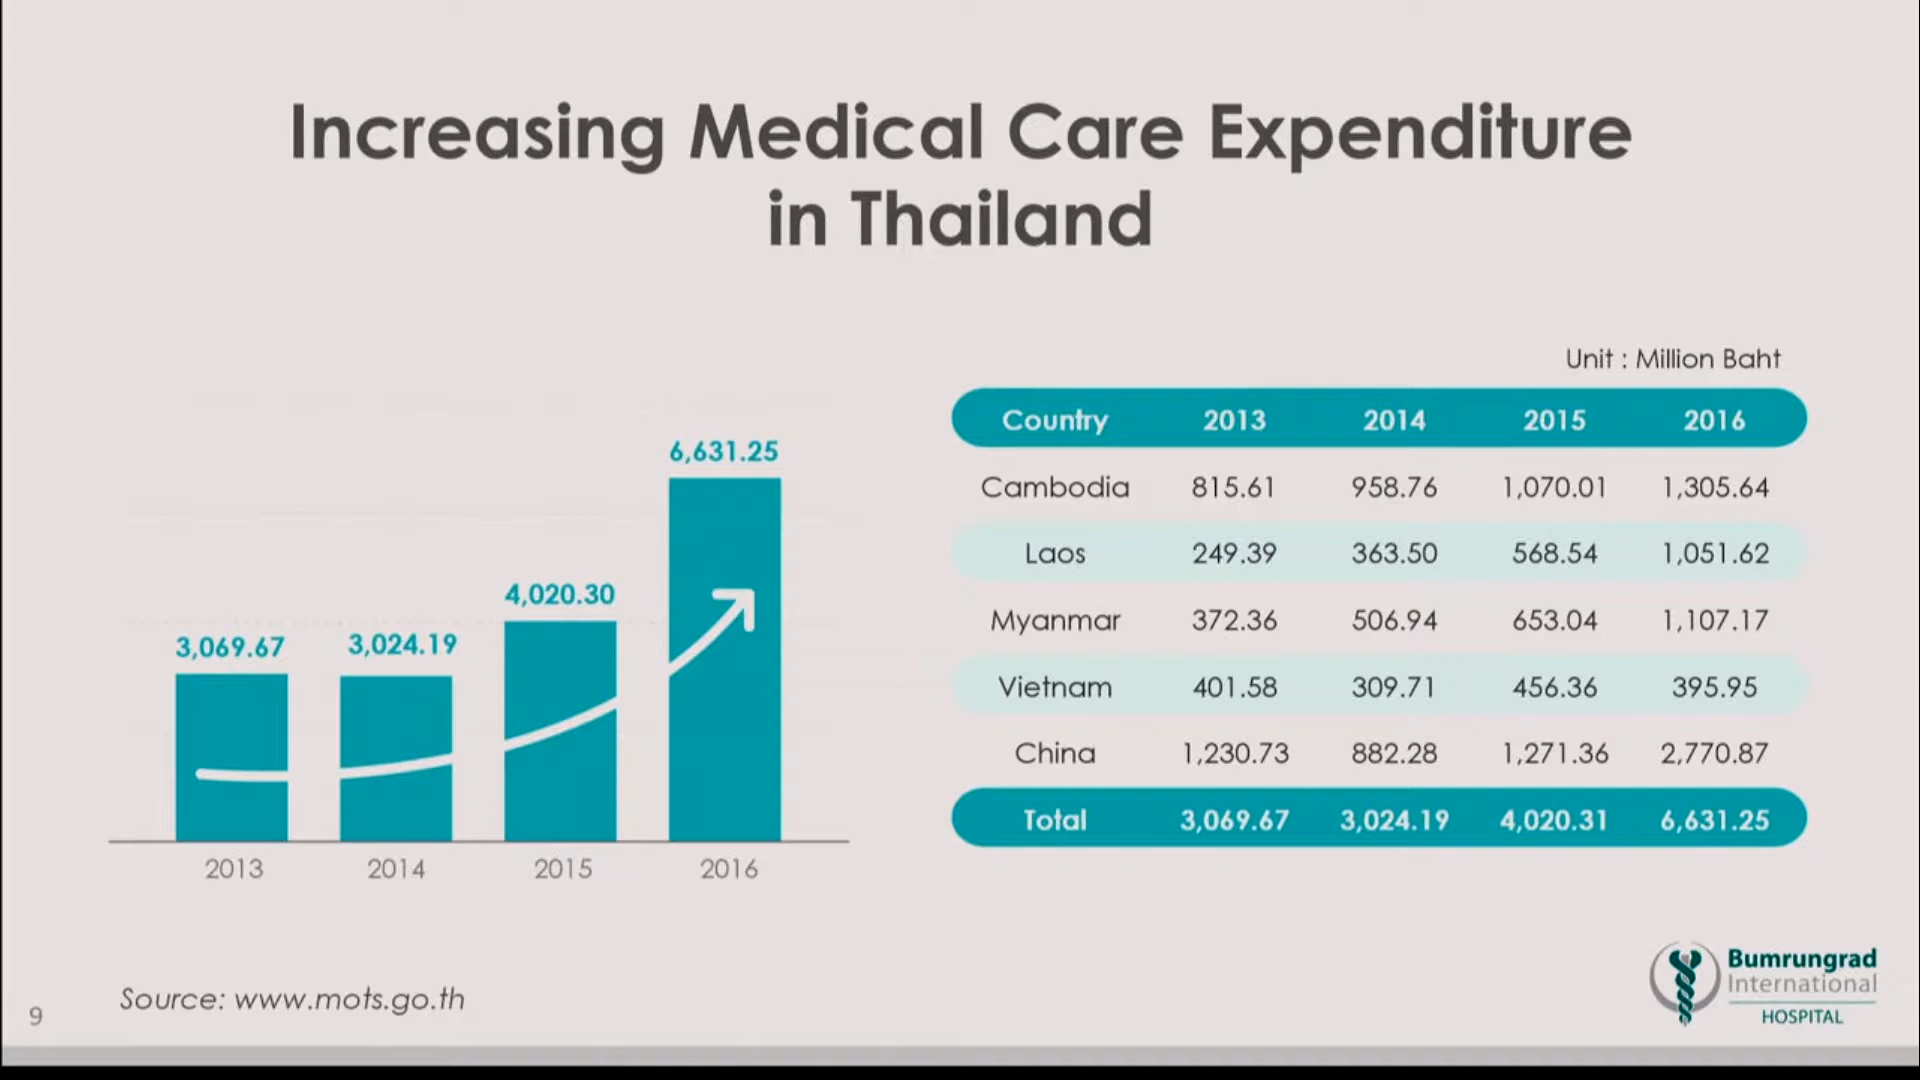 Increasing Medical Care Expenditure
in Thailand
6,631.25
4,020.30
3,069.67
3,024.19
2013 2014 2015 2016
Unit : Million Baht
Country 2013 2014 2015 2016
Cambodia 815.61 958.76 1,070.01 1,305.64
Laos 249.39 363.50 568.54 1,051.62
Myanmar 372.36 506.94 653.04 1,107.17
Vietnam 401.58 309.71 456.36 395.95
China 1,230.73 882.28 1,271.36 2,770.87
Total 3,069.67 3,024.19 4,020.31 6,631.25
Source: www.mots.go.th
9
Bumrungrad
International
HOSPITAL